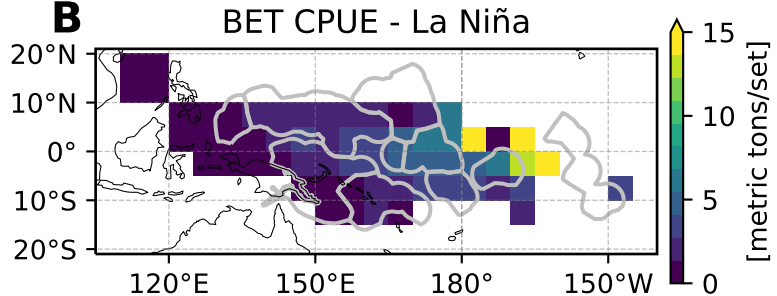 B
BET CPUE - La Niña
20°N
10°N
0°
10°S
20°S
120°E 150°E 180° 150°W
15
10
5
0
[metric tons/set]